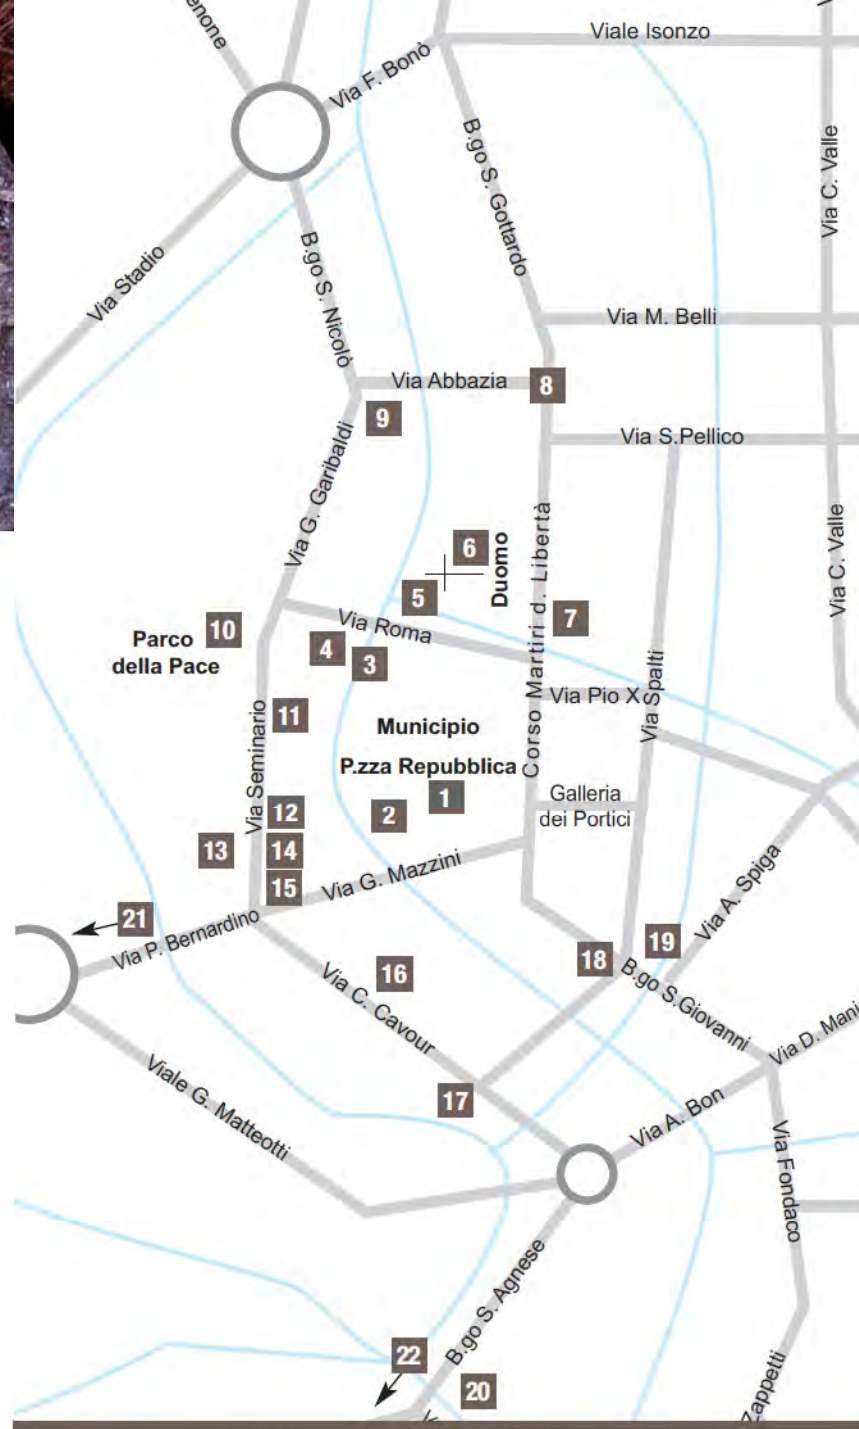 Viale Isonzo
Via F. Bonò
B.go S. Gottardo
Via C. Valle
Via Stadio
B.go S. Nicolò
Via M. Belli
Via Abbazia
8
9
Via S.Pellico
Via G. Garibaldi
Corso Martiri d. Libertà
Via C. Valle
6
Duomo
5
7
10
Via Roma
Parco
della Pace
4
3
Via Spalti
Via Pio X
11
Municipio
Via Seminario
P.zza Repubblica
1
Galleria
dei Portici
12
2
13
14
15
Via G. Mazzini
Via A. Spiga
21
Via P. Bernardino
19
18
16
B.go S.Giovanni
Via C. Cavour
Via D. Mani
17
Viale G. Matteotti
Via A. Bon
Via Fondaco
B.go S. Agnese
22
20
Zappetti